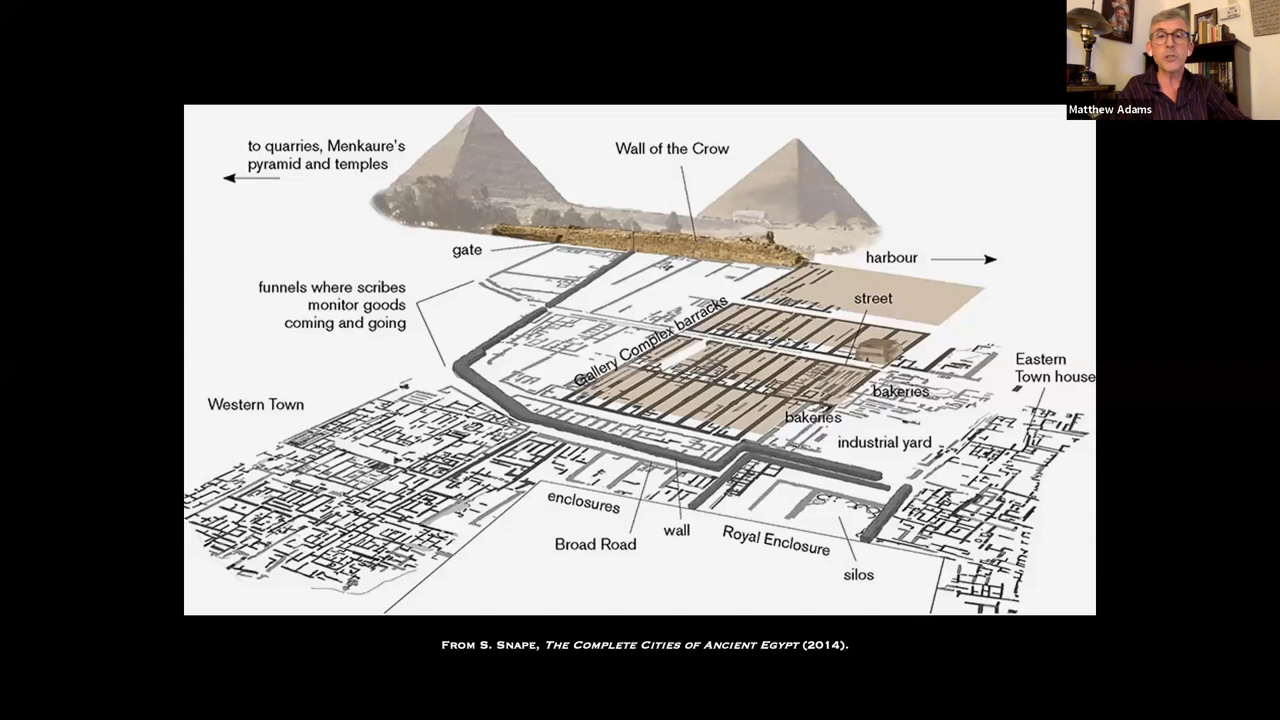 Matthew Adams
to quarries, Menkaure's
pyramid and temples
Wall of the Crow
gate
harbour
funnels where scribes
monitor goods
coming and going
street
Gallery Complex barracks
Eastern
Town house
bakeries
Western Town
bakeries
industrial yard
enclosures
wall
Broad Road
Royal Enclosure
silos
From S. Snape, The Complete Cities of Ancient Egypt (2014).